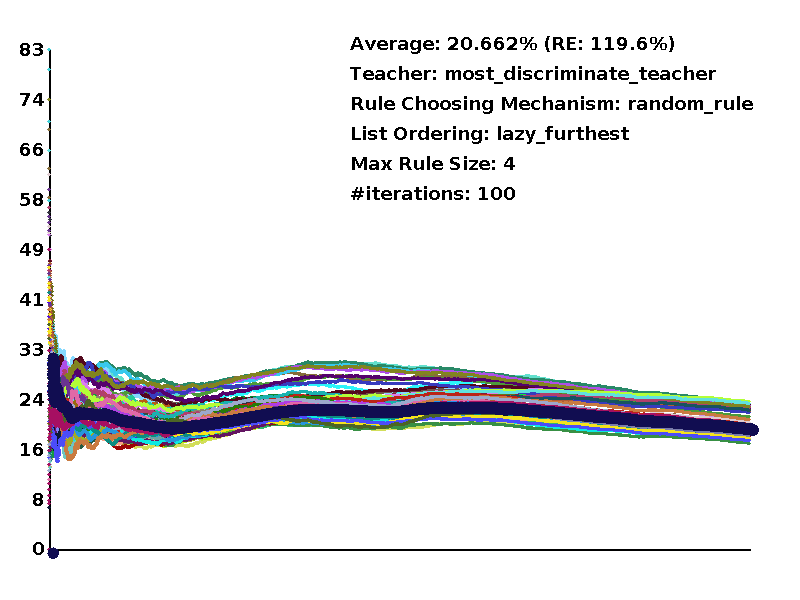 Average: 20.662% (RE: 119.6%)
Teacher: most_discriminate_teacher
Rule Choosing Mechanism: random_rule
List Ordering: lazy_furthest
Max Rule Size: 4
#iterations: 100
83
74
66
58
49
41
33
24
16
8
0